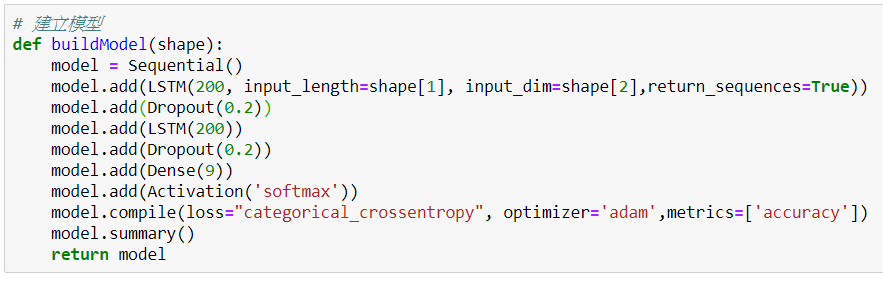 # 建立模型
def buildModel(shape):
    model = Sequential()
    model.add(LSTM(200, input_length=shape[1], input_dim=shape[2],return_sequences=True))
    model.add(Dropout(0.2))
    model.add(LSTM(200))
    model.add(Dropout(0.2))
    model.add(Dense(9))
    model.add(Activation('softmax'))
    model.compile(loss="categorical_crossentropy", optimizer='adam',metrics=['accuracy'])
    model.summary()
    return model